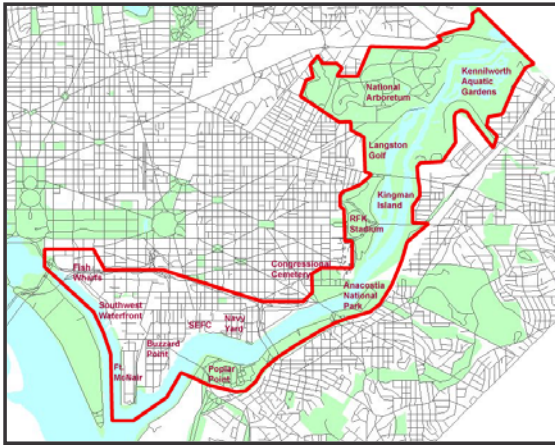 National
Arboretum
Kennilworth
Aquatic
Gardens
Langston
Golf
Kingman
Island
RFK
Stadium
Congressional
Cemetery
Fish
Wharfs
Anacostia
National
Park
Southwest
Waterfront
SEFC
Navy
Yard
Buzzard
Point
Ft.
McNair
Poplar
Point